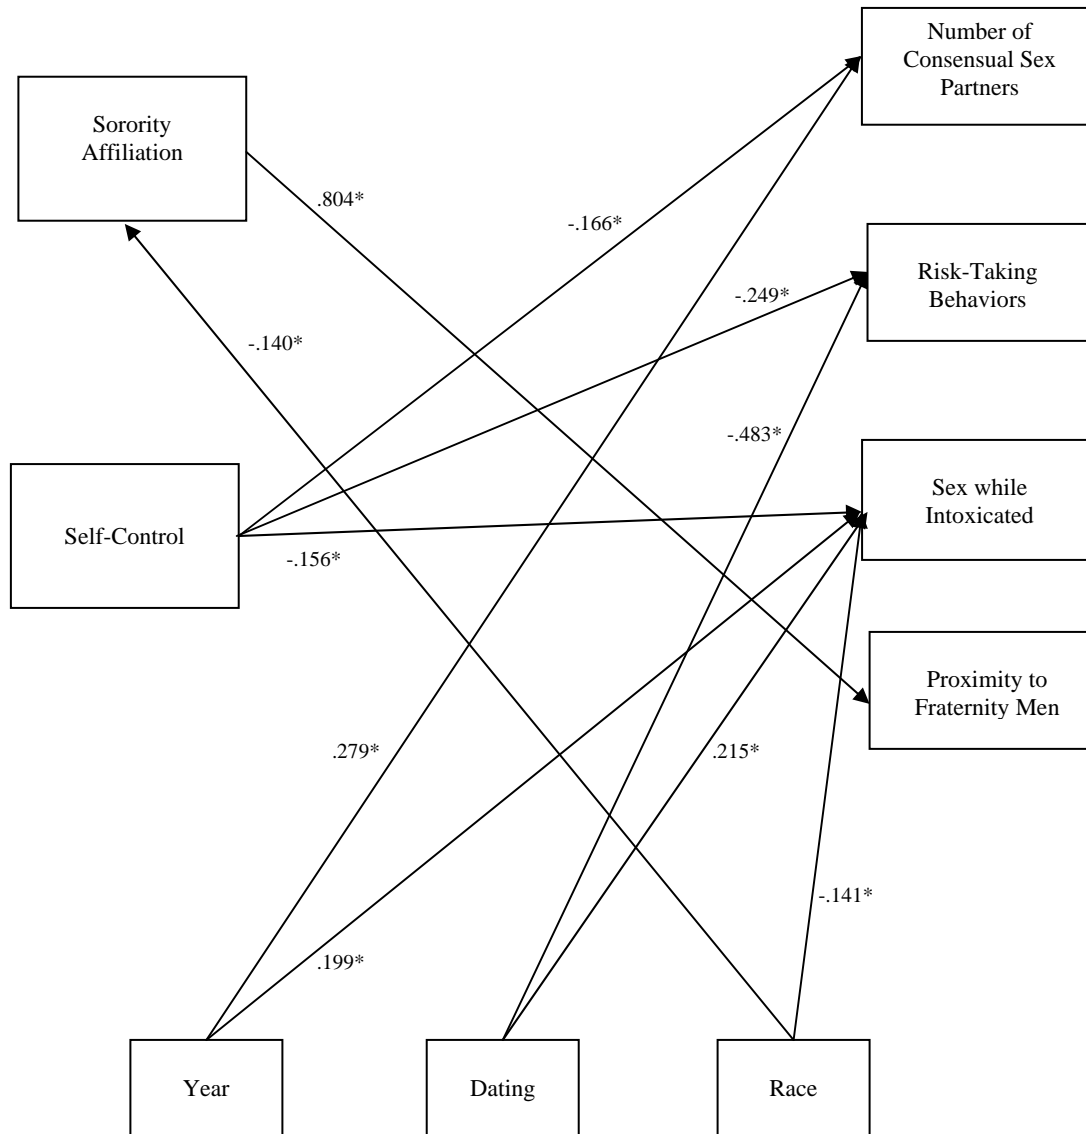 Number of
Consensual Sex
Partners
Sorority
Affiliation
.804*
-.166*
Risk-Taking
Behaviors
-.249*
-.140*
-.483*
Sex while
Intoxicated
Self-Control
-.156*
Proximity to
Fraternity Men
.279*
.215*
-.141*
.199*
Year
Dating
Race